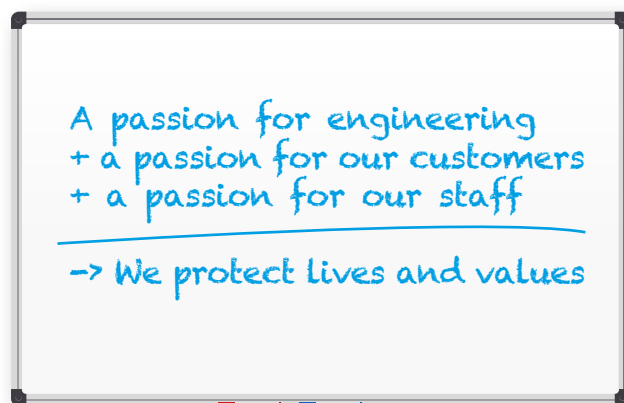 A passion for engineering
+ a passion for our customers
+ a passion for our staff
-> We protect lives and values